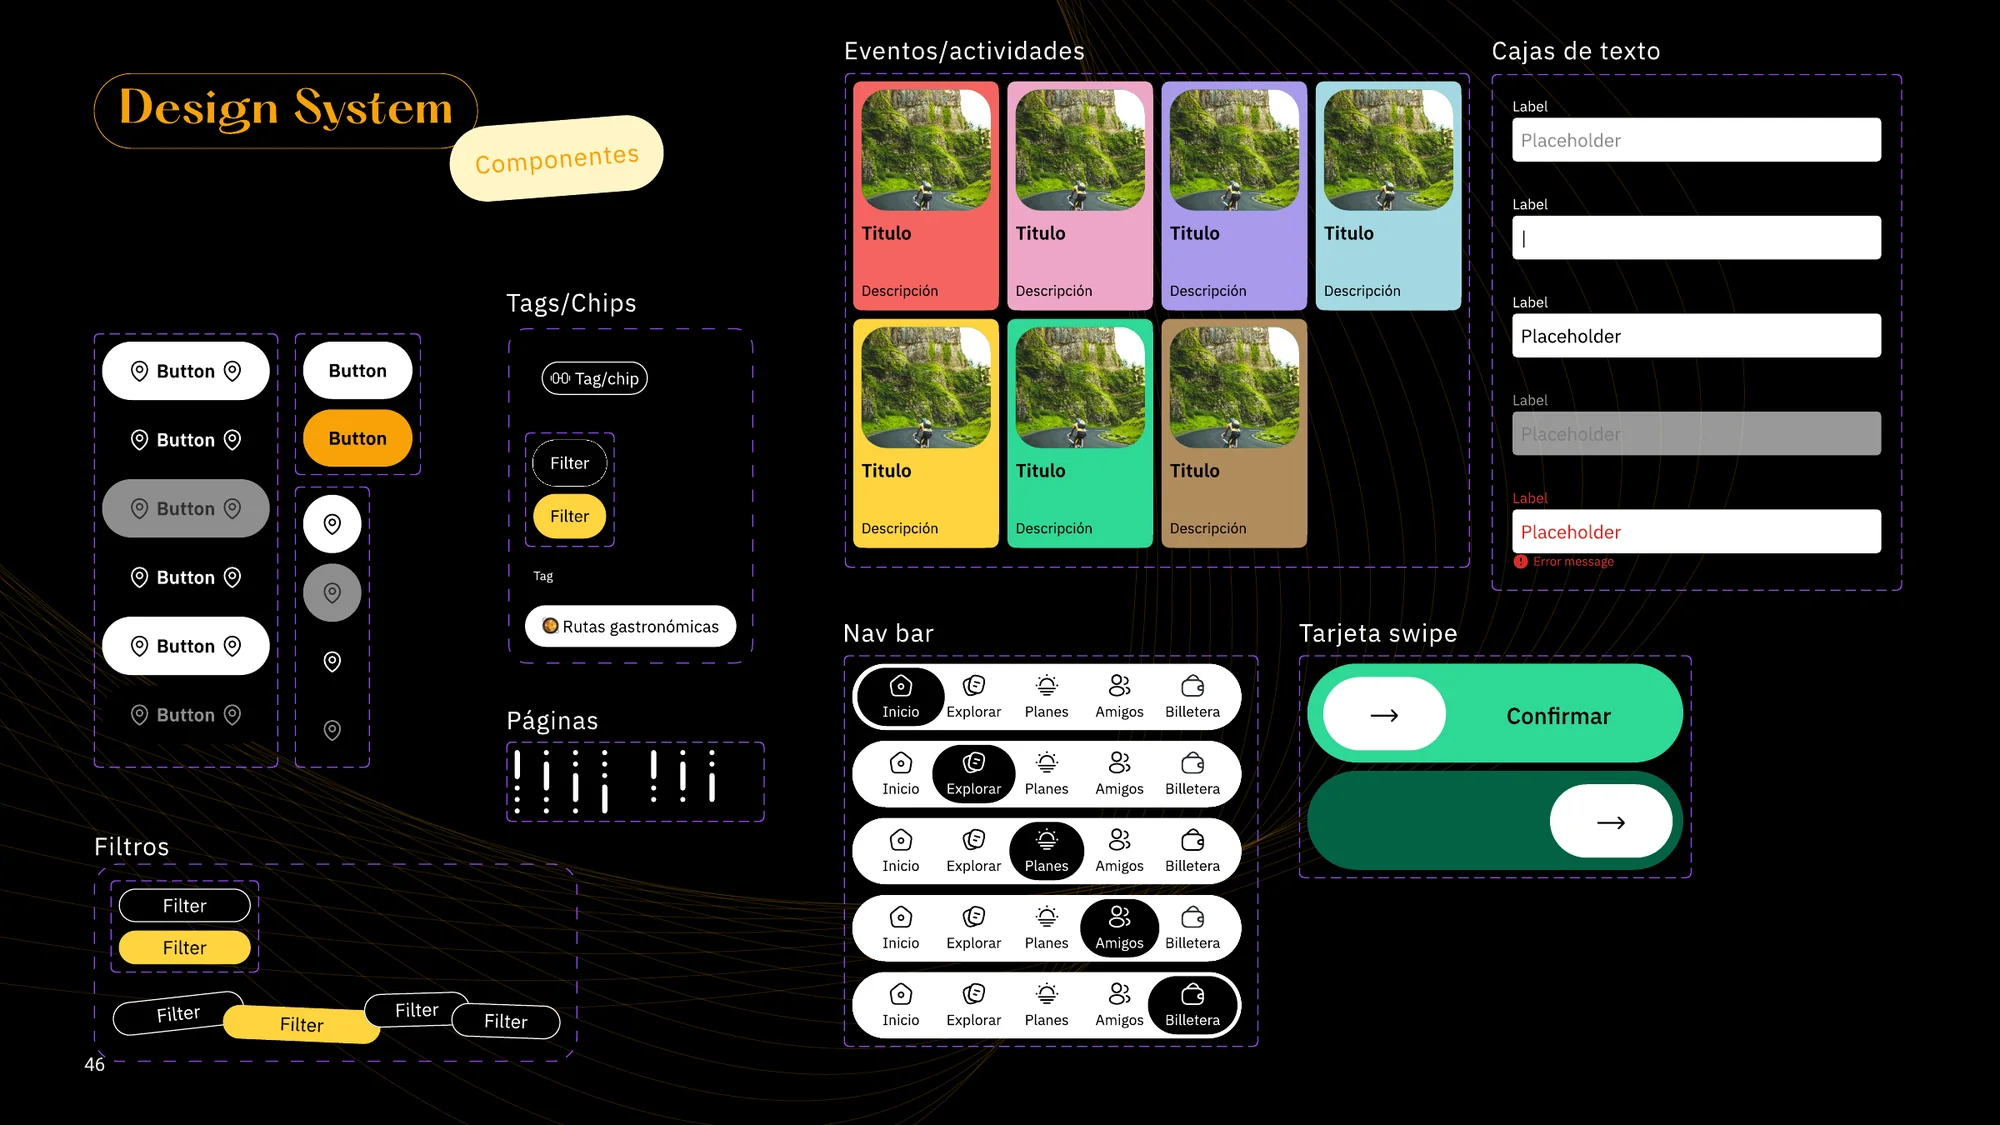 Design System
Componentes
Button
Button
Button
Button
Button
Button
Button
Button
Tags/Chips
Tag/chip
Filter
Filter
Tag
Rutas gastronómicas
Páginas
Filtros
Filter
Filter
Filter
Filter
Filter
Filter
46
Eventos/actividades
Titulo
Descripción
Titulo
Descripción
Titulo
Descripción
Titulo
Descripción
Titulo
Descripción
Titulo
Descripción
Titulo
Descripción
Cajas de texto
Label
Placeholder
Label
Label
Placeholder
Label
Placeholder
Label
Placeholder
Error message
Nav bar
Inicio Explorar Planes Amigos Billetera
Inicio Explorar Planes Amigos Billetera
Inicio Explorar Planes Amigos Billetera
Inicio Explorar Planes Amigos Billetera
Inicio Explorar Planes Amigos Billetera
Tarjeta swipe
Confirmar